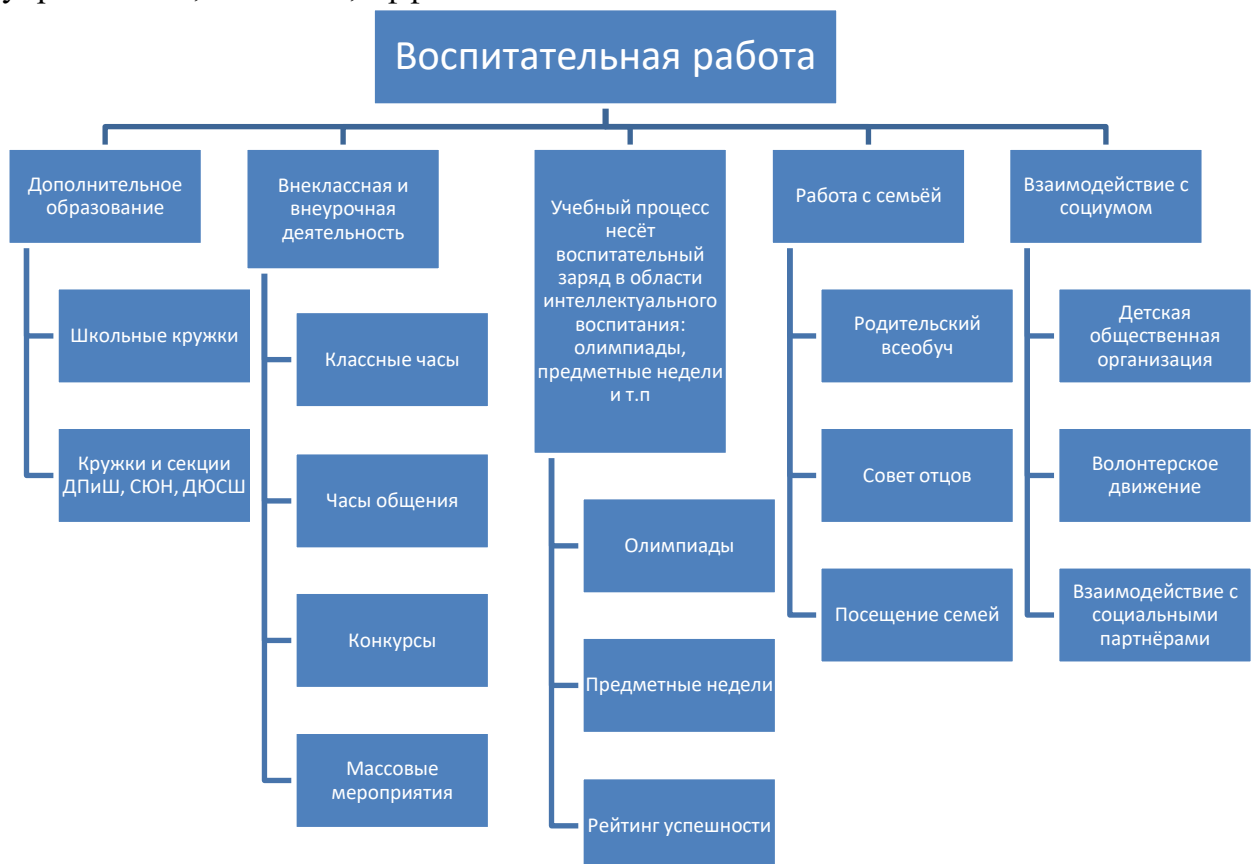 Воспитательная работа
Дополнительное
образование
Школьные кружки
Кружки и секции
ДПиШ, СЮН, ДЮСШ
Внеклассная и
внеурочная
деятельность
Классные часы
Часы общения
Конкурсы
Массовые
мероприятия
Учебный процесс
несёт
воспитательный
заряд в области
интеллектуального
воспитания:
олимпиады,
предметные недели
и т.п
Олимпиады
Предметные недели
Рейтинг успешности
Работа с семьёй
Родительский
всеобуч
Совет отцов
Посещение семей
Взаимодействие с
социумом
Детская
общественная
организация
Волонтерское
движение
Взаимодействие с
социальными
партнёрами